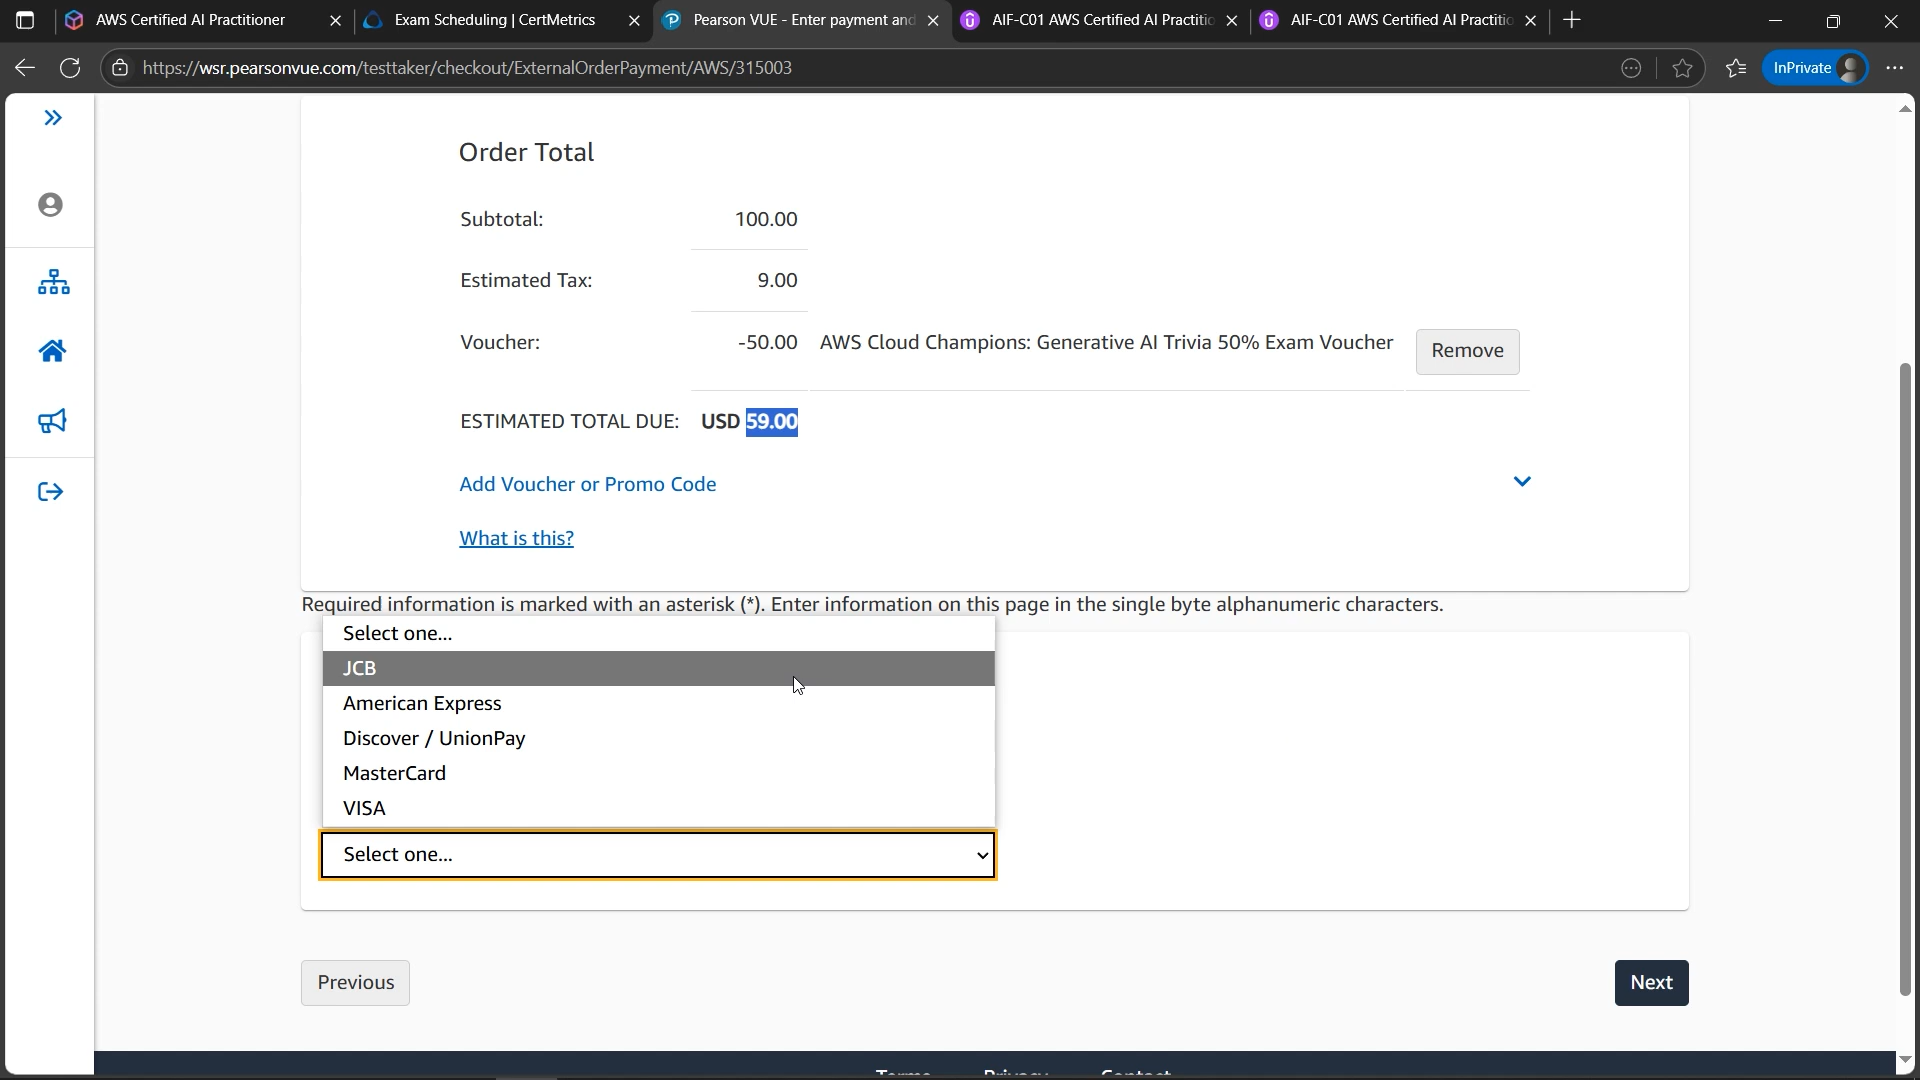 AWS Certified AI Practitioner
Exam Scheduling | CertMetrics
Pearson VUE - Enter payment and
AIF-C01 AWS Certified AI Practitio
AIF-C01 AWS Certified AI Practitio
https://wsr.pearsonvue.com/testtaker/checkout/ExternalOrderPayment/AWS/315003
InPrivate
Order Total
Subtotal: 100.00
Estimated Tax: 9.00
Voucher: -50.00 AWS Cloud Champions: Generative AI Trivia 50% Exam Voucher Remove
ESTIMATED TOTAL DUE: USD 59.00
Add Voucher or Promo Code
What is this?
Required information is marked with an asterisk (*). Enter information on this page in the single byte alphanumeric characters.
Select one...
JCB
American Express
Discover / UnionPay
MasterCard
VISA
Select one...
Previous Next
Terms Privacy Contact